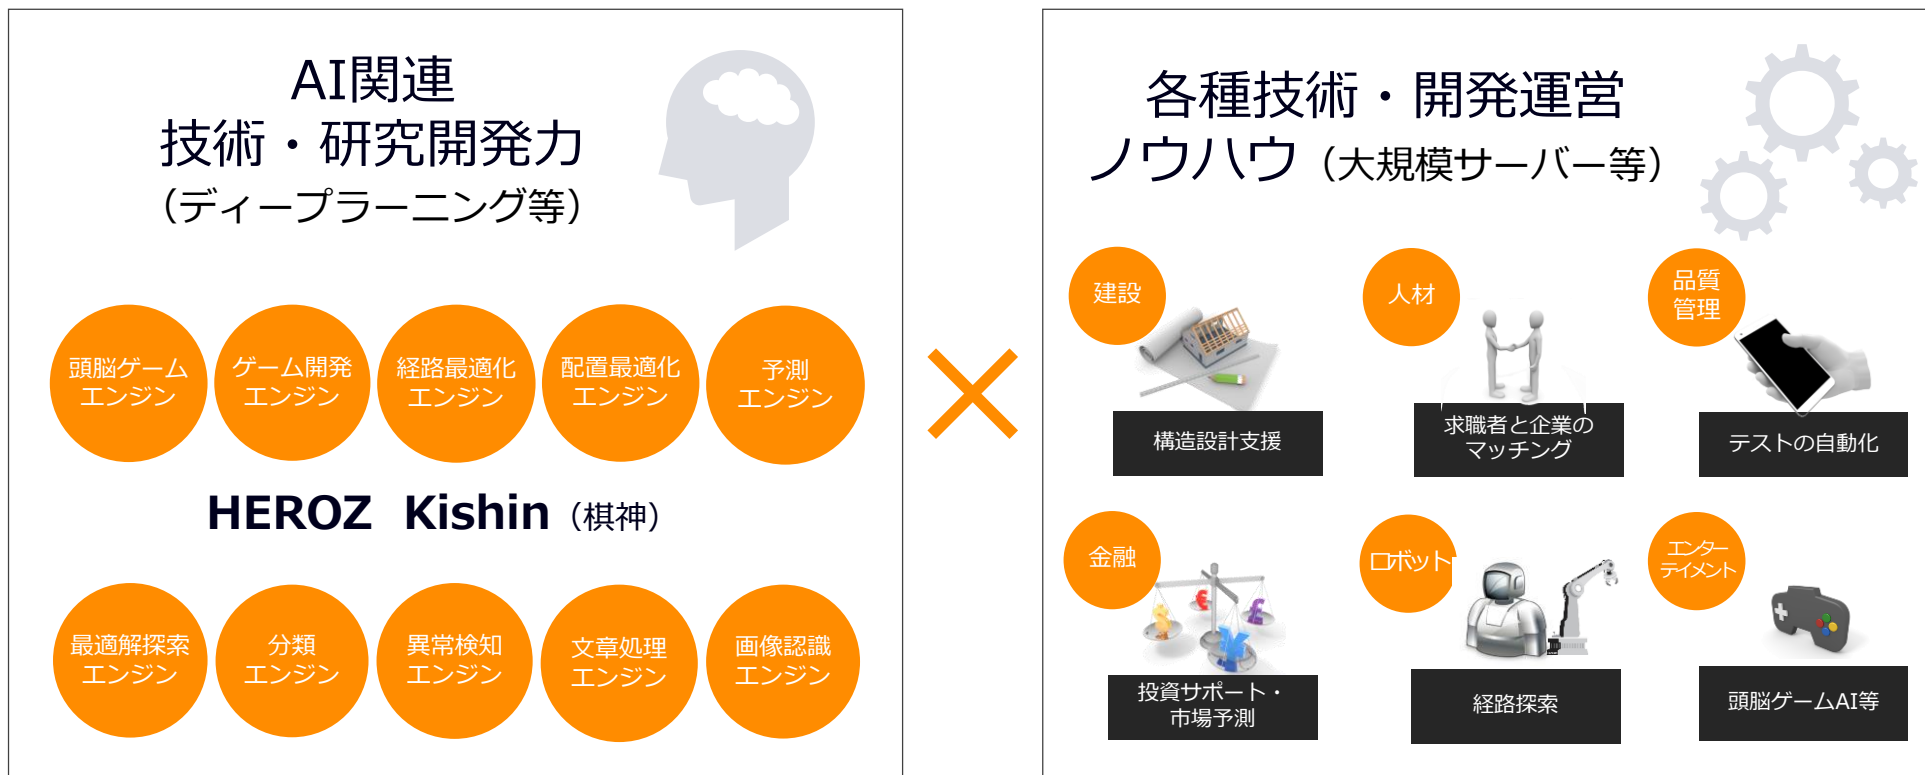 AI関連
技術・研究開発力
（ディープラーニング等）
頭脳ゲーム
エンジン
ゲーム開発
エンジン
経路最適化
エンジン
配置最適化
エンジン
予測
エンジン
HEROZ Kishin（棋神）
最適解探索
エンジン
分類
エンジン
異常検知
エンジン
文章処理
エンジン
画像認識
エンジン
×
各種技術・開発運営
ノウハウ（大規模サーバー等）
建設
構造設計支援
人材
求職者と企業の
マッチング
品質
管理
テストの自動化
金融
投資サポート・
市場予測
ロボット
経路探索
エンター
テイメント
頭脳ゲームAI等